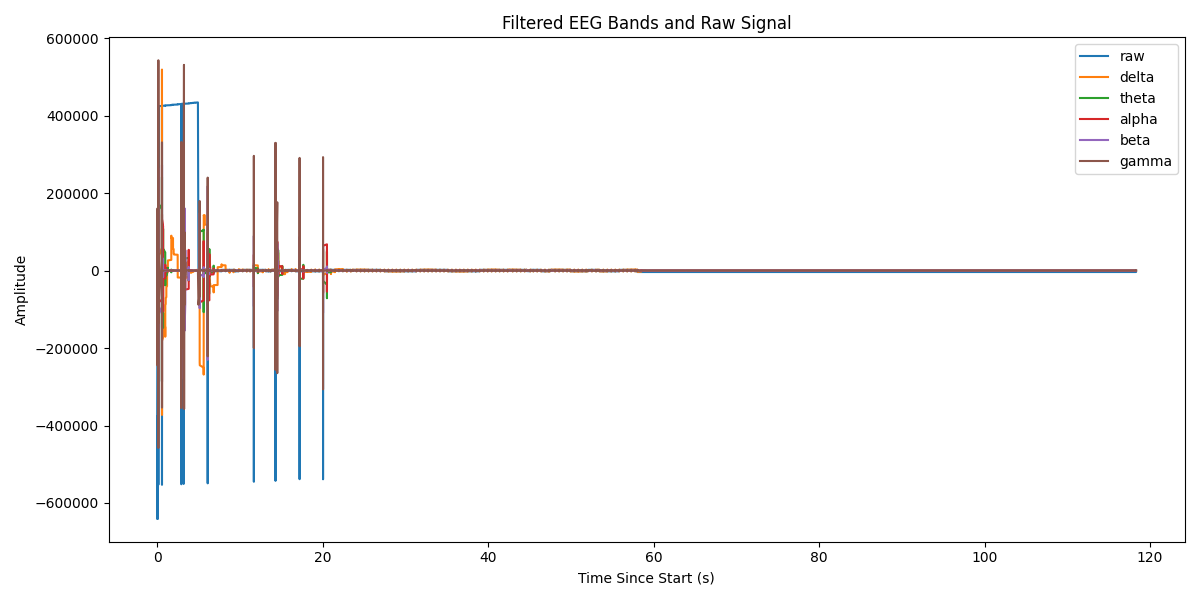 Filtered EEG Bands and Raw Signal
raw
delta
theta
alpha
beta
gamma
600000
400000
200000
0
−200000
−400000
−600000
Amplitude
0
20
40
60
80
100
120
Time Since Start (s)